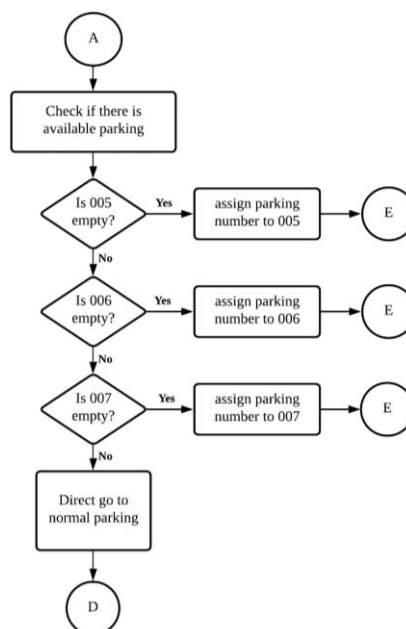 A
Check if there is
available parking
Is 005
empty?
Yes
assign parking
number to 005
E
No
Is 006
empty?
Yes
assign parking
number to 006
E
No
Is 007
empty?
Yes
assign parking
number to 007
E
No
Direct go to
normal parking
D